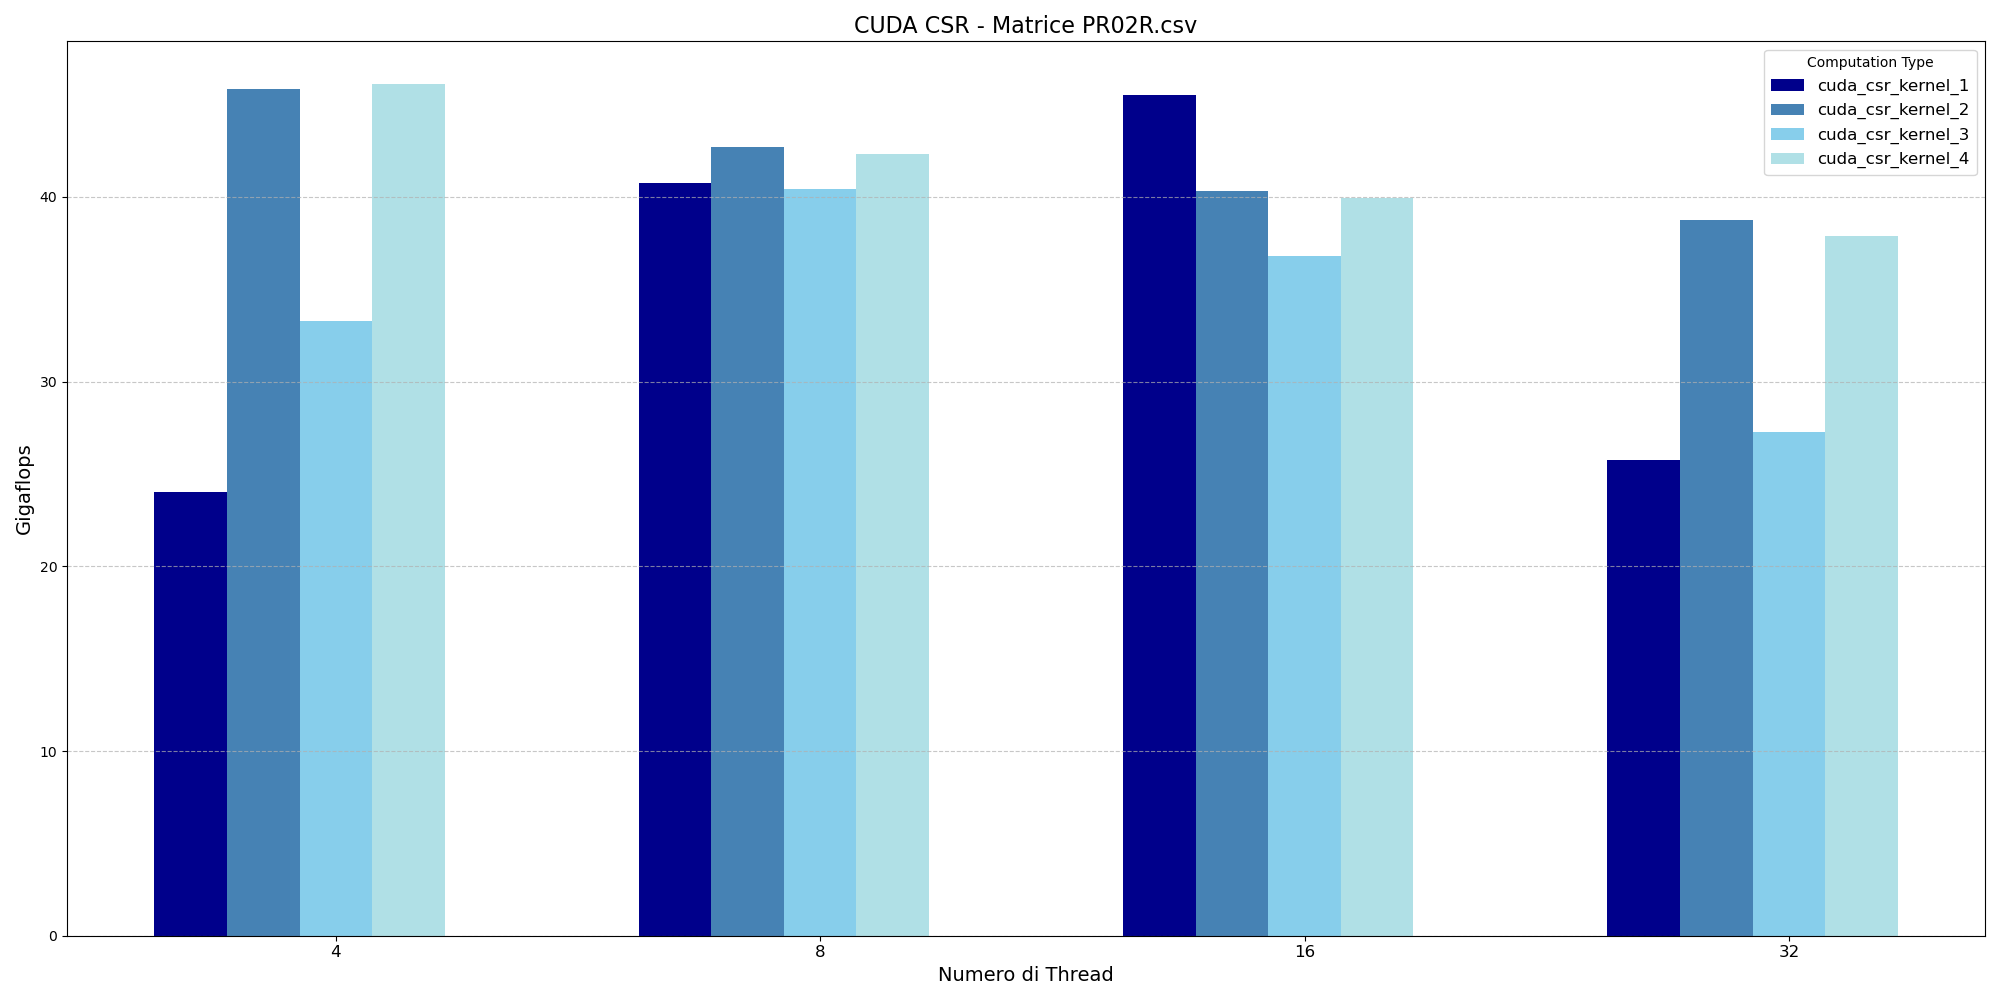 CUDA CSR - Matrice PR02R.csv
Computation Type
cuda_csr_kernel_1
cuda_csr_kernel_2
cuda_csr_kernel_3
cuda_csr_kernel_4
Gigaflops
40
30
20
10
0
4 8 16 32
Numero di Thread